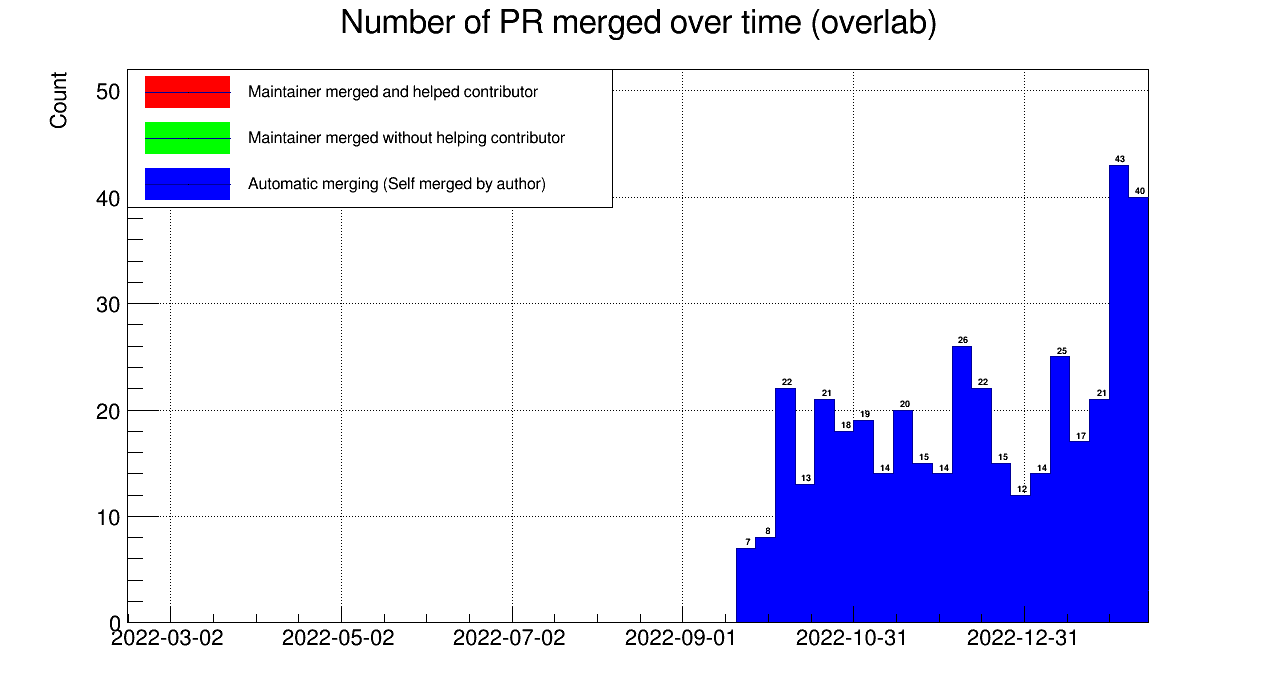 Number of PR merged over time (overlab)
Count
50
40
30
20
10
0
Maintainer merged and helped contributor
Maintainer merged without helping contributor
Automatic merging (Self merged by author)
7 8 22 13 21 18 19 14 20 15 14 26 22 15 12 14 25 17 21 43 40
2022-03-02 2022-05-02 2022-07-02 2022-09-01 2022-10-31 2022-12-31